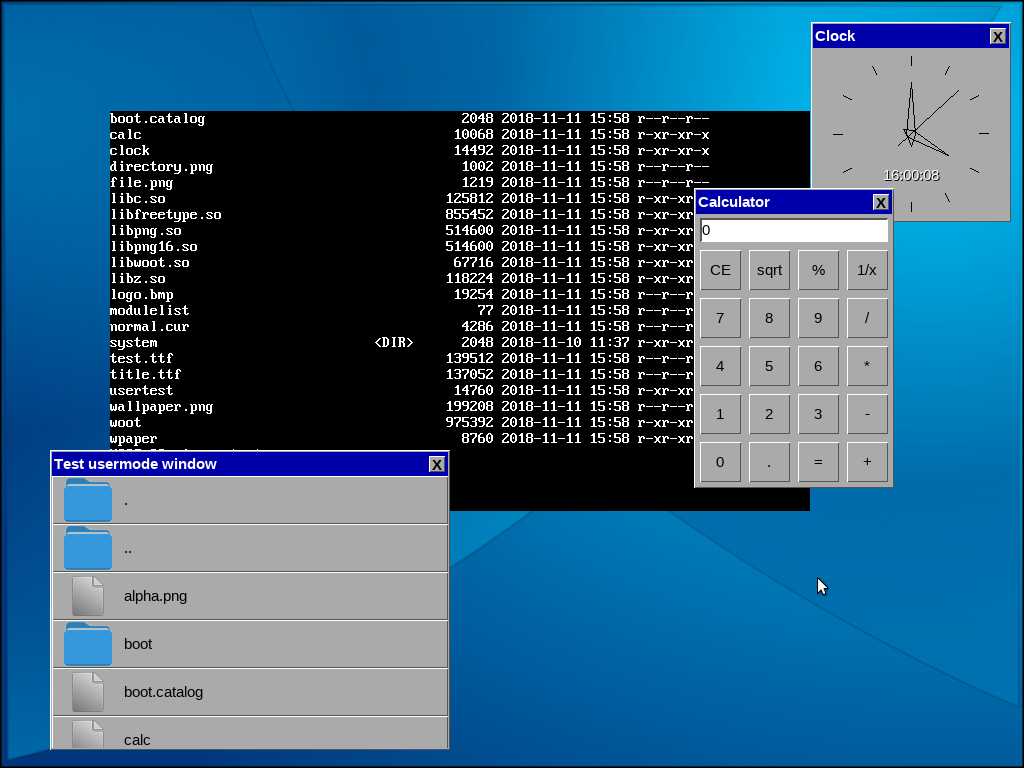 Clock X
16:00:08
boot.catalog 2048 2018-11-11 15:58 r--r--r--
calc 10068 2018-11-11 15:58 r-xr-xr-x
clock 14492 2018-11-11 15:58 r-xr-xr-x
directory.png 1002 2018-11-11 15:58 r--r--r--
file.png 1219 2018-11-11 15:58 r--r--r--
libc.so 125812 2018-11-11 15:58 r-xr-xr
libfreetype.so 855452 2018-11-11 15:58 r-xr-xr
libpng.so 514600 2018-11-11 15:58 r-xr-xr
libpng16.so 514600 2018-11-11 15:58 r-xr-xr
libwoot.so 67716 2018-11-11 15:58 r-xr-xr
libz.so 118224 2018-11-11 15:58 r-xr-xr
logo.bmp 19254 2018-11-11 15:58 r--r--r
modulelist 77 2018-11-11 15:58 r--r--r
normal.cur 4286 2018-11-11 15:58 r--r--r
system <DIR> 2048 2018-11-10 11:37 r-xr-xr
test.ttf 139512 2018-11-11 15:58 r--r--r
title.ttf 137052 2018-11-11 15:58 r--r--r
usertest 14760 2018-11-11 15:58 r-xr-xr
wallpaper.png 199208 2018-11-11 15:58 r--r--r
woot 975392 2018-11-11 15:58 r-xr-xr
wpaper 8760 2018-11-11 15:58 r-xr-xr
Calculator X
0
CE sqrt % 1/x
7 8 9 /
4 5 6 *
1 2 3 -
0 . = +
Test usermode window X
.
..
alpha.png
boot
boot.catalog
calc